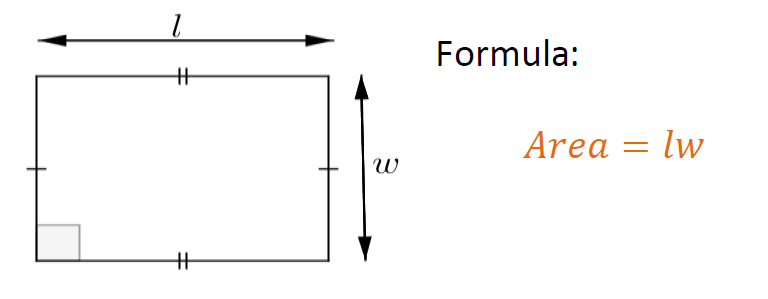 l
Formula:
Area = lw
w